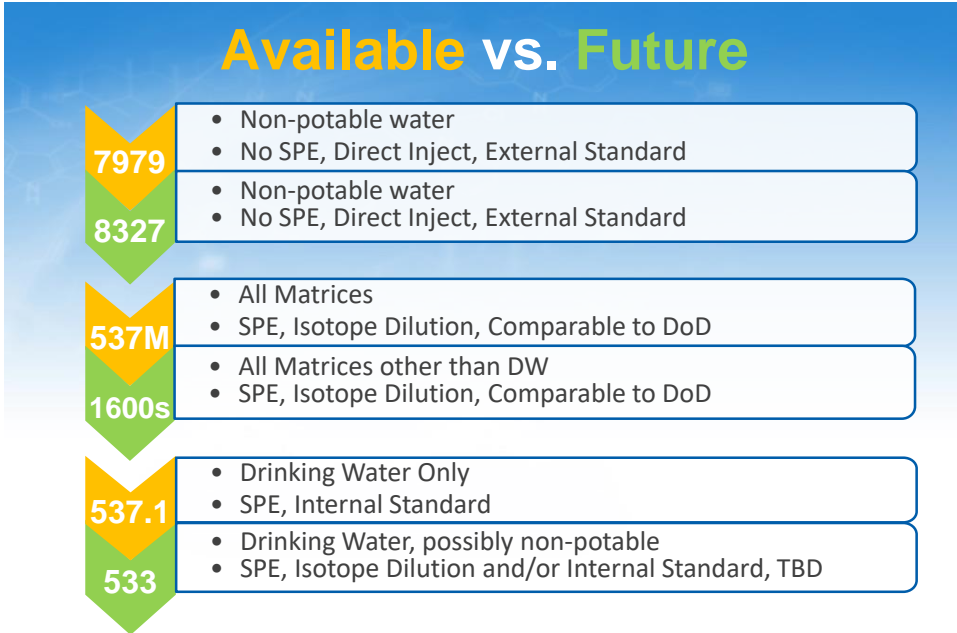 Available vs. Future
7979
• Non-potable water
• No SPE, Direct Inject, External Standard
8327
• Non-potable water
• No SPE, Direct Inject, External Standard
537M
• All Matrices
• SPE, Isotope Dilution, Comparable to DoD
1600s
• All Matrices other than DW
• SPE, Isotope Dilution, Comparable to DoD
537.1
• Drinking Water Only
• SPE, Internal Standard
533
• Drinking Water, possibly non-potable
• SPE, Isotope Dilution and/or Internal Standard, TBD